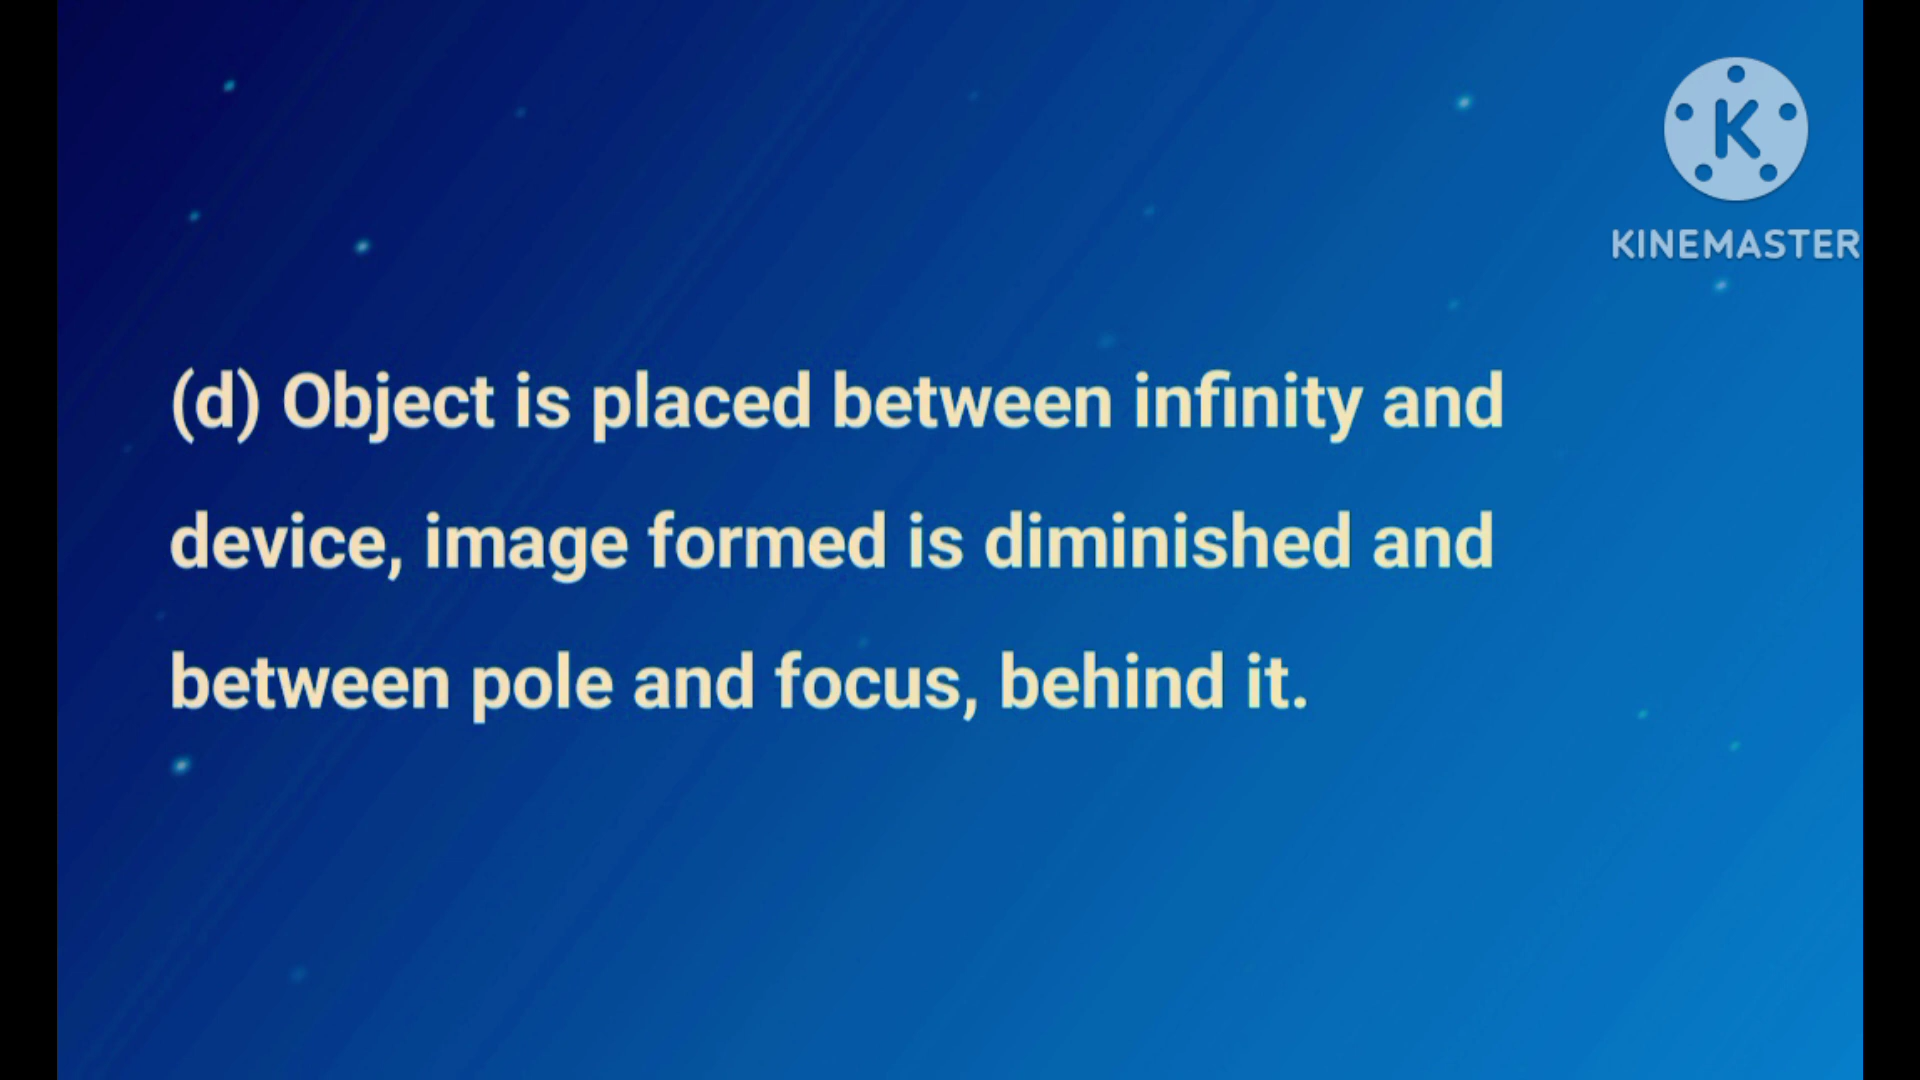 K
KINEMASTER
(d) Object is placed between infinity and
device, image formed is diminished and
between pole and focus, behind it.